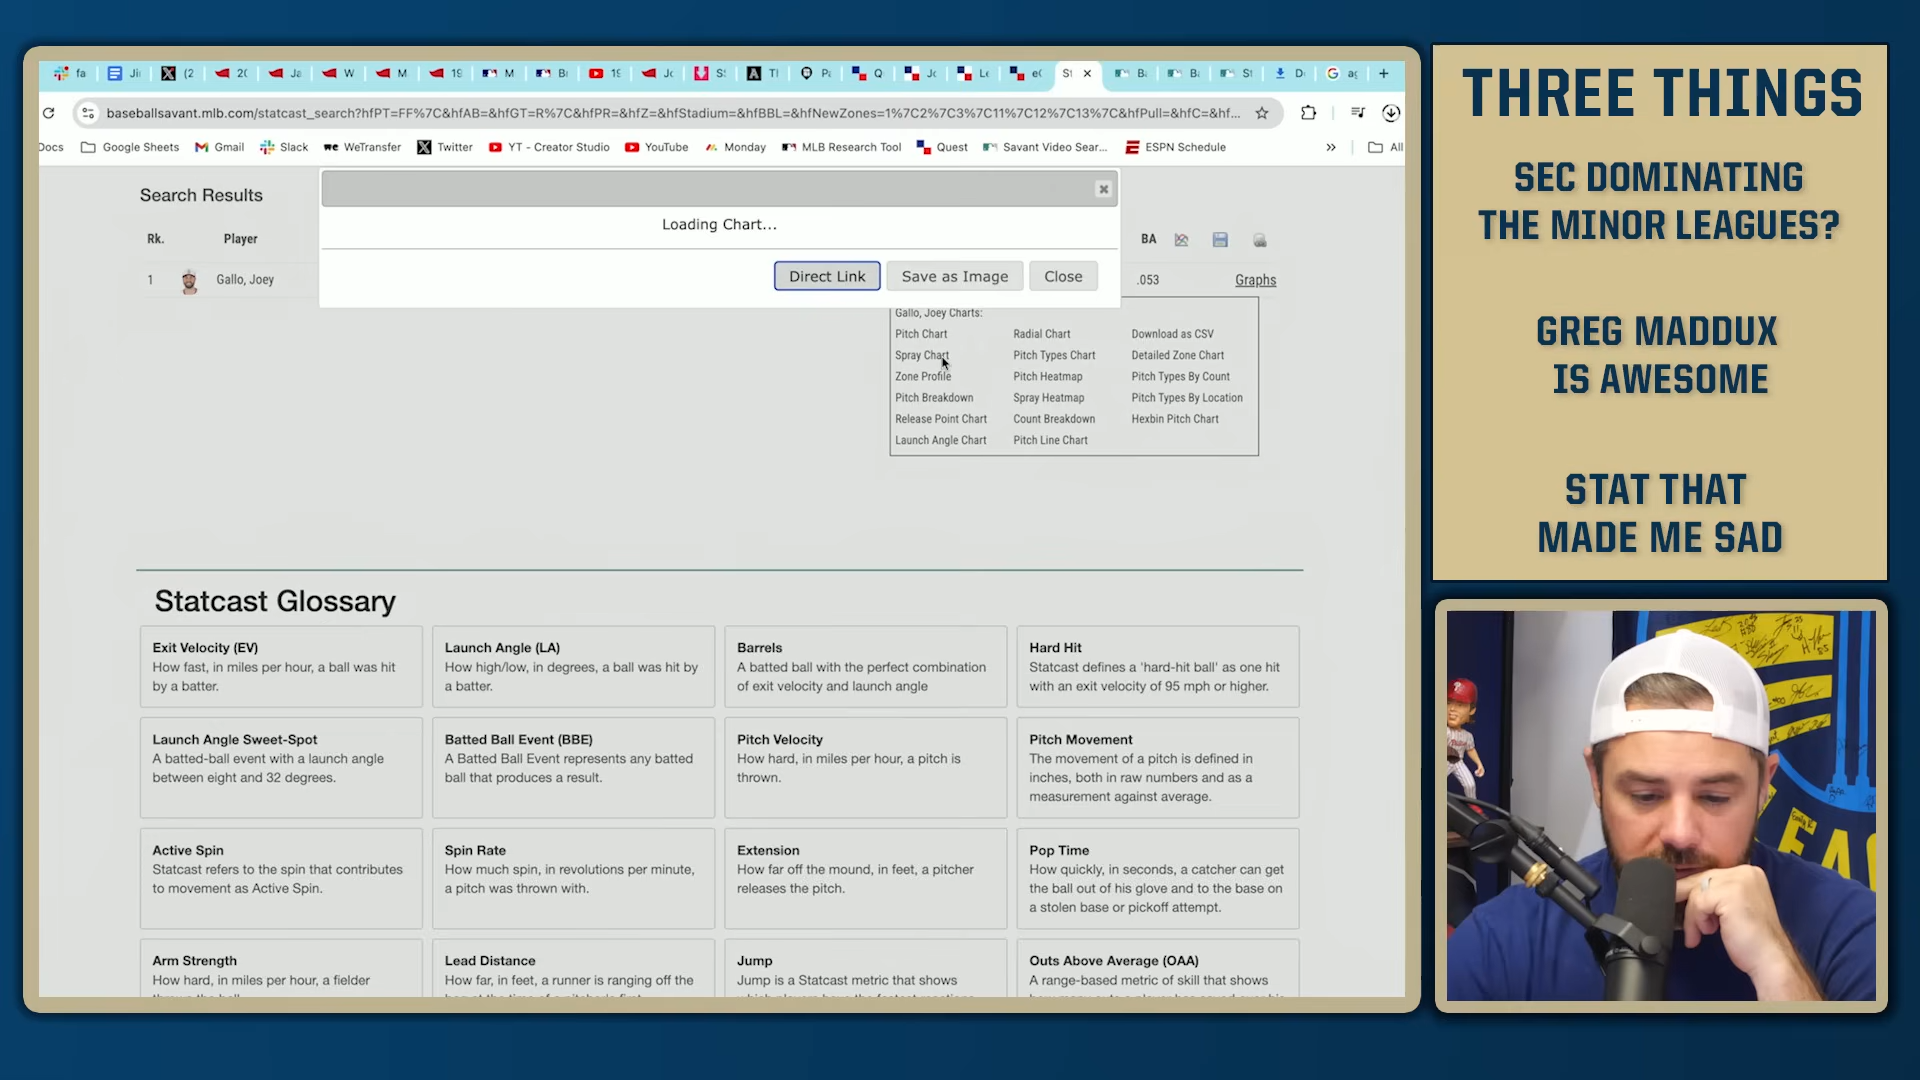 baseballsavant.mlb.com/statcast_search?hfPT=FF%7C&hfAB=&hfGT=R%7C&hfPR=&hfZ=&hfStadium=&hfBBL=&hfNewZones=1%7C2%7C3%7C11%7C12%7C13%7C&hfPull=&hfC=&hf...
Docs Google Sheets Gmail Slack WeTransfer Twitter YT - Creator Studio YouTube Monday MLB Research Tool Quest Savant Video Sear... ESPN Schedule » All
Search Results
Loading Chart...
Direct Link Save as Image Close
Rk. Player BA
1 Gallo, Joey .053 Graphs
Gallo, Joey Charts:
Pitch Chart Radial Chart Download as CSV
Spray Chart Pitch Types Chart Detailed Zone Chart
Zone Profile Pitch Heatmap Pitch Types By Count
Pitch Breakdown Spray Heatmap Pitch Types By Location
Release Point Chart Count Breakdown Hexbin Pitch Chart
Launch Angle Chart Pitch Line Chart
Statcast Glossary
Exit Velocity (EV)
How fast, in miles per hour, a ball was hit
by a batter.
Launch Angle (LA)
How high/low, in degrees, a ball was hit by
a batter.
Barrels
A batted ball with the perfect combination
of exit velocity and launch angle
Hard Hit
Statcast defines a 'hard-hit ball' as one hit
with an exit velocity of 95 mph or higher.
Launch Angle Sweet-Spot
A batted-ball event with a launch angle
between eight and 32 degrees.
Batted Ball Event (BBE)
A Batted Ball Event represents any batted
ball that produces a result.
Pitch Velocity
How hard, in miles per hour, a pitch is
thrown.
Pitch Movement
The movement of a pitch is defined in
inches, both in raw numbers and as a
measurement against average.
Active Spin
Statcast refers to the spin that contributes
to movement as Active Spin.
Spin Rate
How much spin, in revolutions per minute,
a pitch was thrown with.
Extension
How far off the mound, in feet, a pitcher
releases the pitch.
Pop Time
How quickly, in seconds, a catcher can get
the ball out of his glove and to the base on
a stolen base or pickoff attempt.
Arm Strength
How hard, in miles per hour, a fielder
Lead Distance
How far, in feet, a runner is ranging off the
Jump
Jump is a Statcast metric that shows
Outs Above Average (OAA)
A range-based metric of skill that shows
THREE THINGS
SEC DOMINATING
THE MINOR LEAGUES?
GREG MADDUX
IS AWESOME
STAT THAT
MADE ME SAD